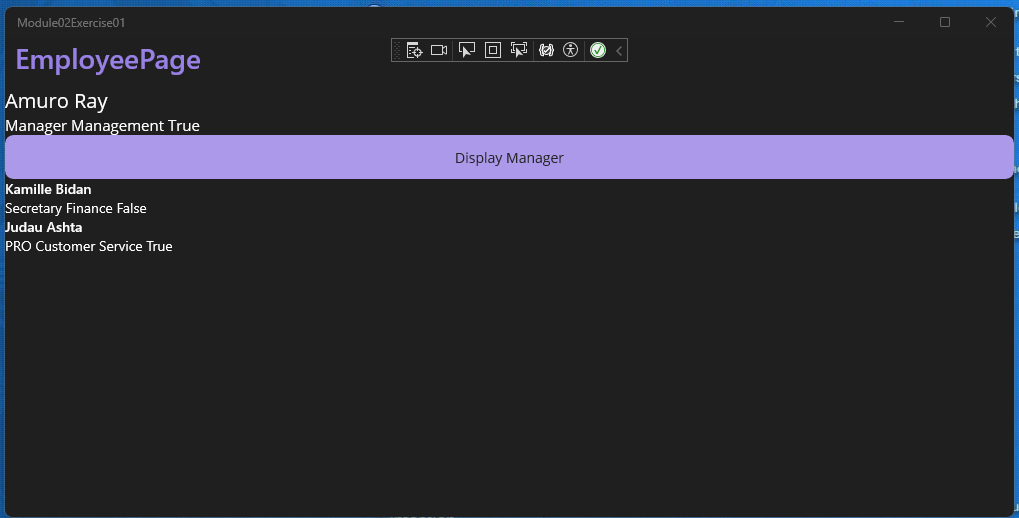 Module02Exercise01
EmployeePage
Amuro Ray
Manager Management True
Display Manager
Kamille Bidan
Secretary Finance False
Judau Ashta
PRO Customer Service True